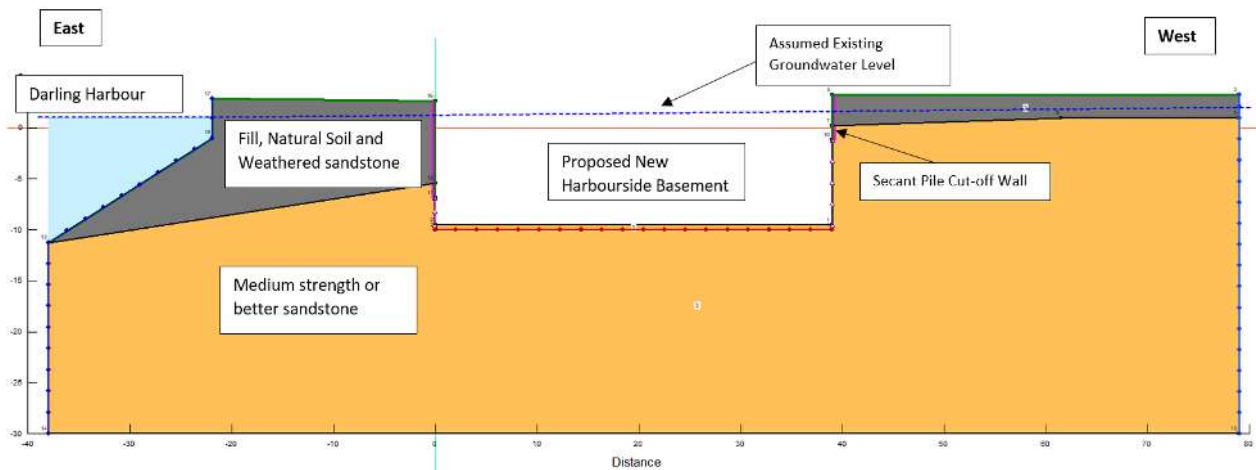 East
West
Assumed Existing
Groundwater Level
Darling Harbour
Fill, Natural Soil and
Weathered sandstone
Proposed New
Harbourside Basement
Secant Pile Cut-off Wall
Medium strength or
better sandstone
-5
-10
-15
-20
-25
-30
-40
-30
-20
-10
0
10
20
30
40
50
60
70
80
Distance